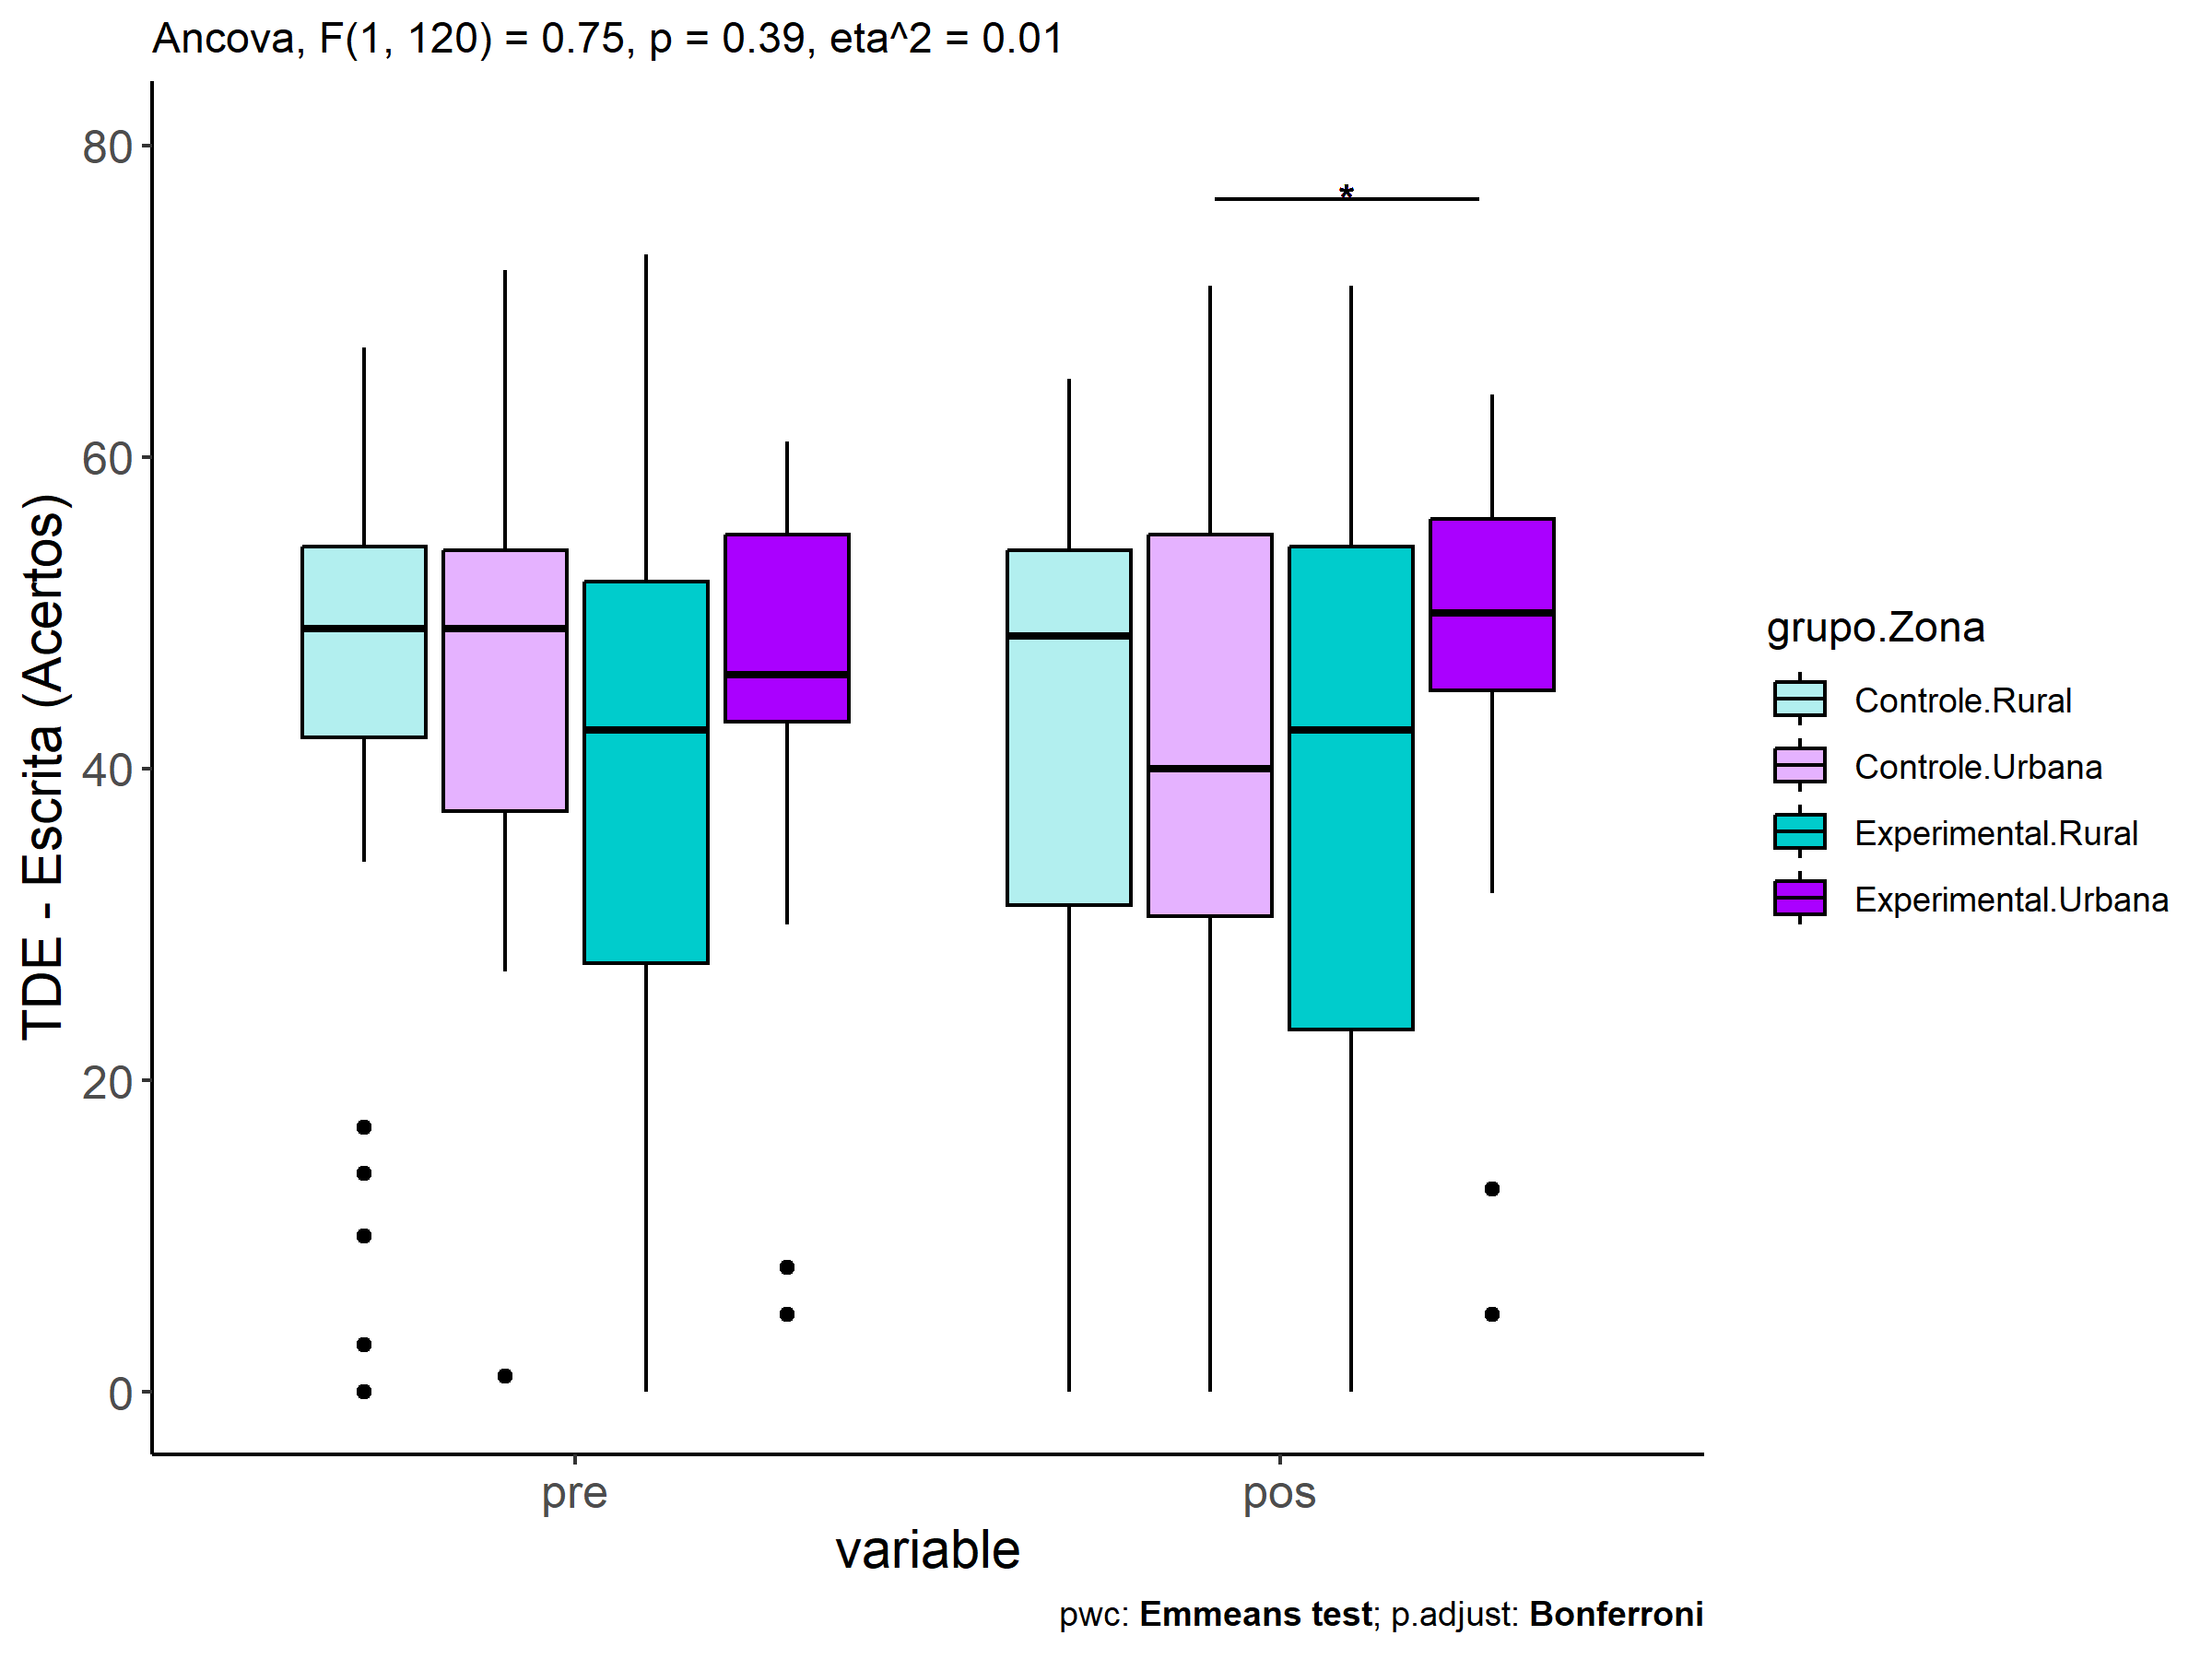 Ancova, F(1, 120) = 0.75, p = 0.39, eta^2 = 0.01
TDE - Escrita (Acertos)
80
60
40
20
0
*
pre
pos
variable
grupo.Zona
Controle.Rural
Controle.Urbana
Experimental.Rural
Experimental.Urbana
pwc: Emmeans test; p.adjust: Bonferroni